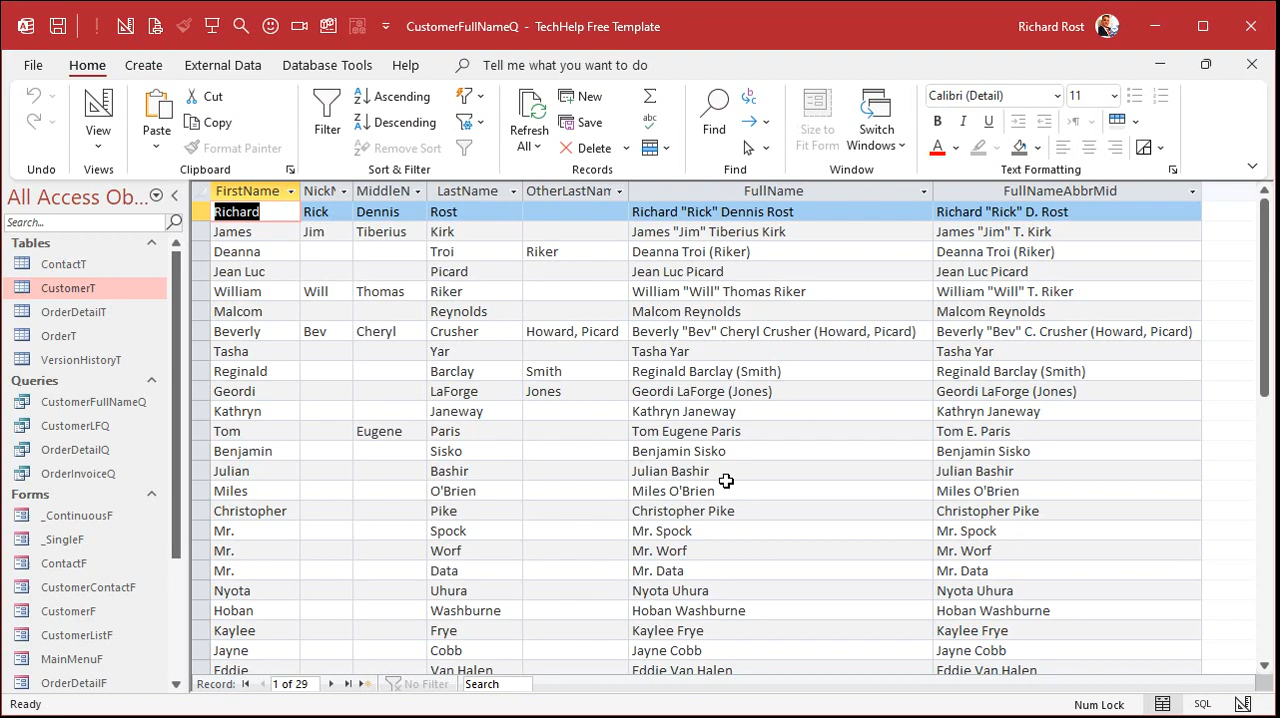 CustomerFullNameQ - TechHelp Free Template
Richard Rost
File Home Create External Data Database Tools Help Tell me what you want to do
Undo
View
Views
Paste
Cut
Copy
Format Painter
Clipboard
Filter
Ascending
Descending
Remove Sort
Sort & Filter
Refresh All
New
Save
Delete
Records
Find
Find
Size to Fit Form
Switch Windows
Window
Calibri (Detail) 11
B I U
Text Formatting
All Access Ob...
Search...
Tables
ContactT
CustomerT
OrderDetailT
OrderT
VersionHistoryT
Queries
CustomerFullNameQ
CustomerLFQ
OrderDetailQ
OrderInvoiceQ
Forms
_ContinuousF
_SingleF
ContactF
CustomerContactF
CustomerF
CustomerListF
MainMenuF
OrderDetailF
FirstName NickN MiddleN LastName OtherLastNam FullName FullNameAbbrMid
Richard Rick Dennis Rost Richard "Rick" Dennis Rost Richard "Rick" D. Rost
James Jim Tiberius Kirk James "Jim" Tiberius Kirk James "Jim" T. Kirk
Deanna Troi Riker Deanna Troi (Riker) Deanna Troi (Riker)
Jean Luc Picard Jean Luc Picard Jean Luc Picard
William Will Thomas Riker William "Will" Thomas Riker William "Will" T. Riker
Malcom Reynolds Malcom Reynolds Malcom Reynolds
Beverly Bev Cheryl Crusher Howard, Picard Beverly "Bev" Cheryl Crusher (Howard, Picard) Beverly "Bev" C. Crusher (Howard, Picard)
Tasha Yar Tasha Yar Tasha Yar
Reginald Barclay Smith Reginald Barclay (Smith) Reginald Barclay (Smith)
Geordi LaForge Jones Geordi LaForge (Jones) Geordi LaForge (Jones)
Kathryn Janeway Kathryn Janeway Kathryn Janeway
Tom Eugene Paris Tom Eugene Paris Tom E. Paris
Benjamin Sisko Benjamin Sisko Benjamin Sisko
Julian Bashir Julian Bashir Julian Bashir
Miles O'Brien Miles O'Brien Miles O'Brien
Christopher Pike Christopher Pike Christopher Pike
Mr. Spock Mr. Spock Mr. Spock
Mr. Worf Mr. Worf Mr. Worf
Mr. Data Mr. Data Mr. Data
Nyota Uhura Nyota Uhura Nyota Uhura
Hoban Washburne Hoban Washburne Hoban Washburne
Kaylee Frye Kaylee Frye Kaylee Frye
Jayne Cobb Jayne Cobb Jayne Cobb
Eddie Van Halen Eddie Van Halen Eddie Van Halen
Record: 1 of 29 No Filter Search
Ready
Num Lock SQL